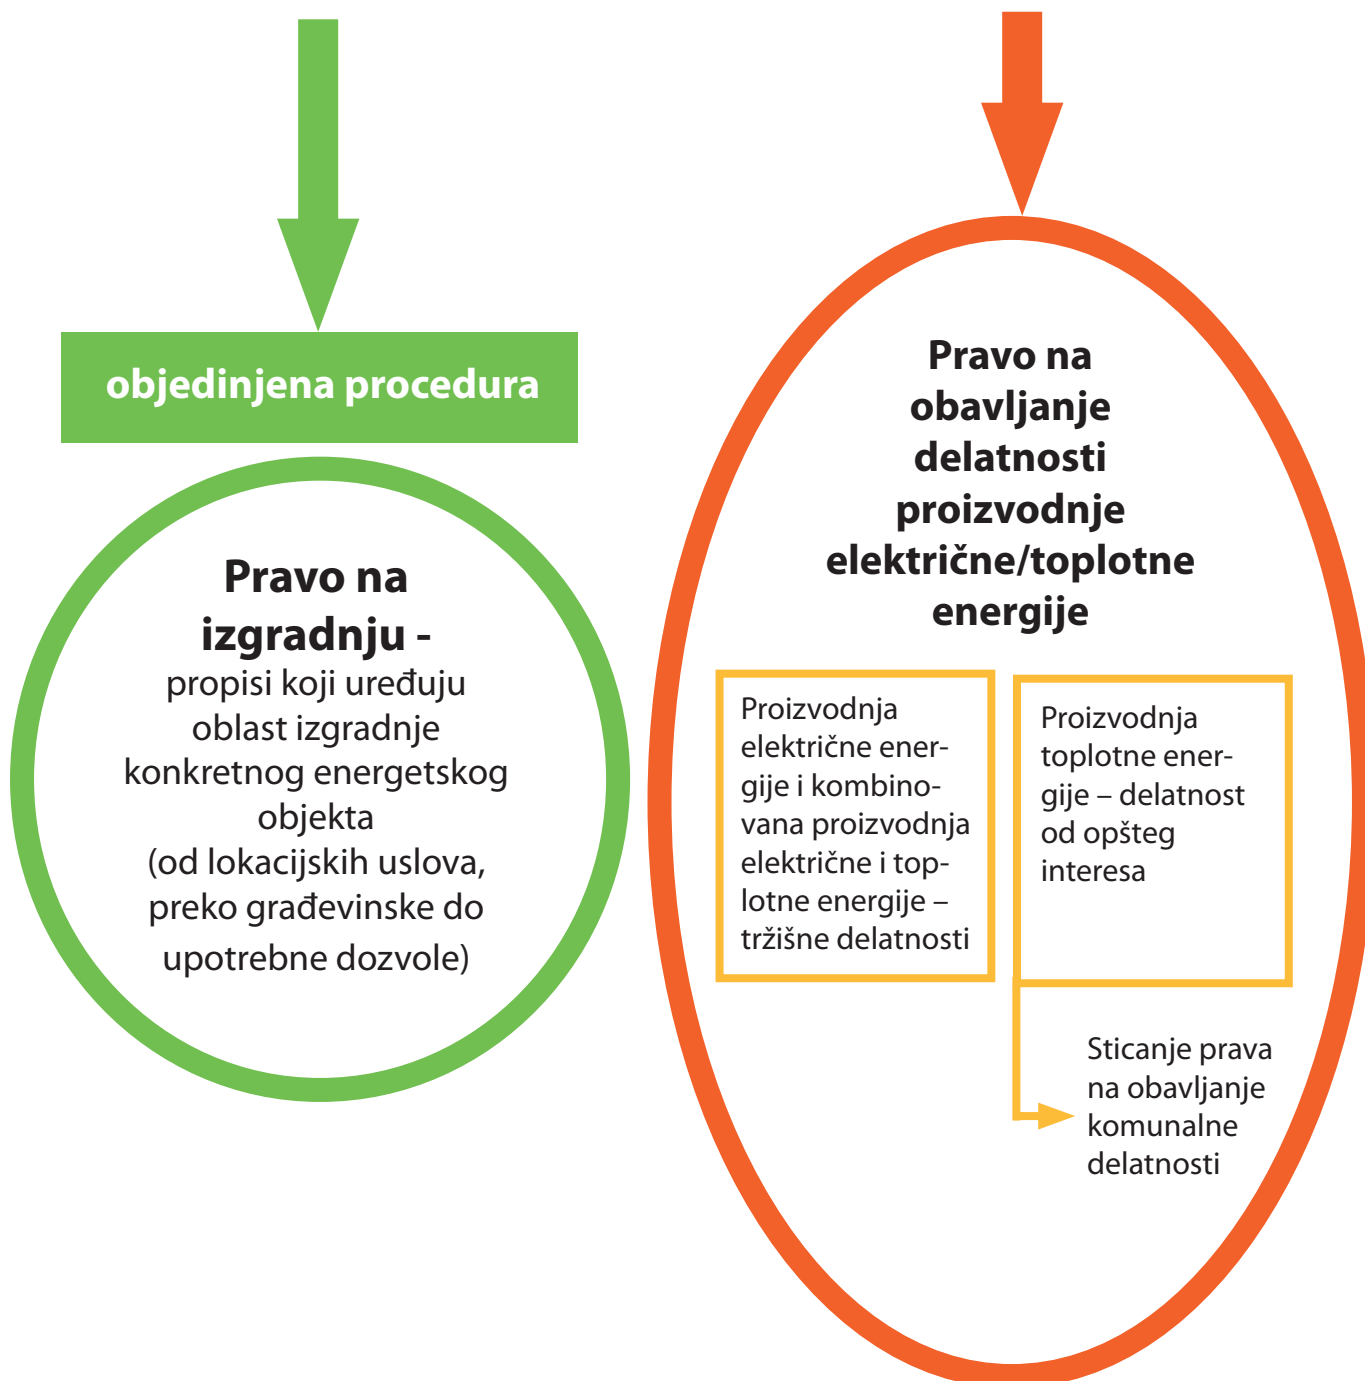 objedinjena procedura
Pravo na
izgradnju -
propisi koji uređuju
oblast izgradnje
konkretnog energetskog
objekta
(od lokacijskih uslova,
preko građevinske do
upotrebne dozvole)
Pravo na
obavljanje
delatnosti
proizvodnje
električne/toplotne
energije
Proizvodnja
električne ener-
gije i kombino-
vana proizvodnja
električne i top-
lotne energije –
tržišne delatnosti
Proizvodnja
toplotne ener-
gije – delatnost
od opšteg
interesa
Sticanje prava
na obavljanje
komunalne
delatnosti